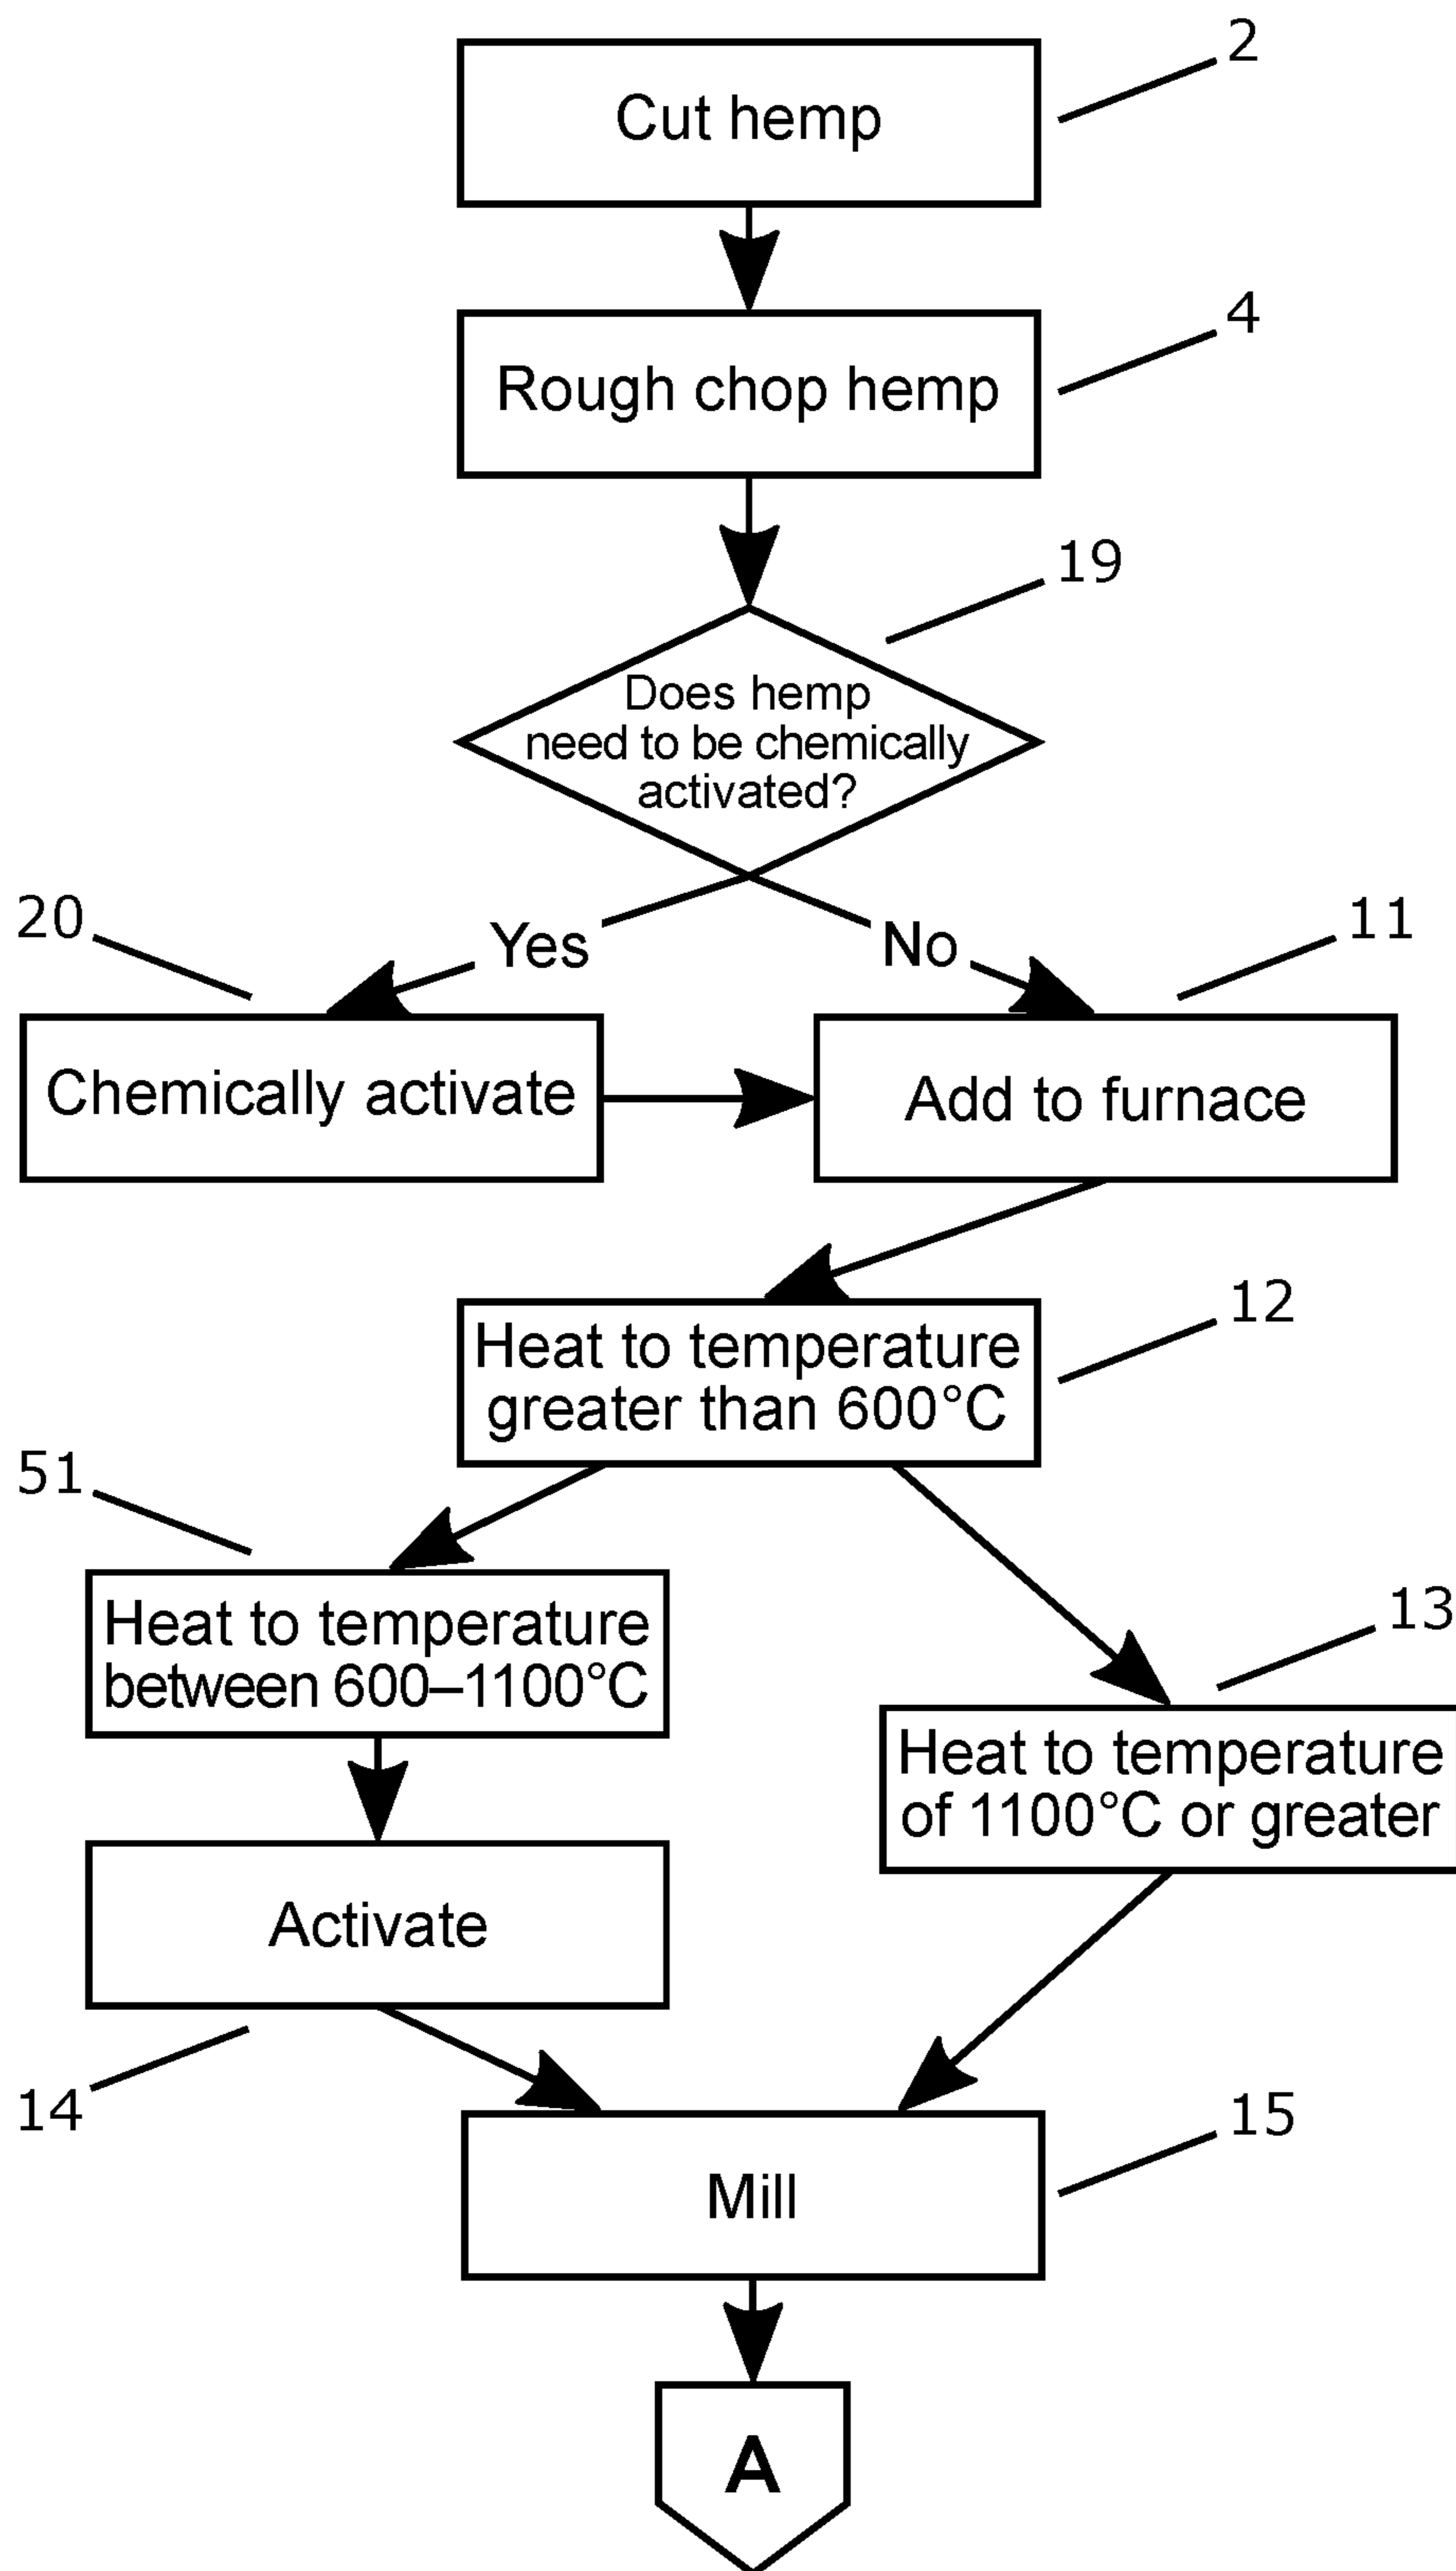 2
Cut hemp
4
Rough chop hemp
19
Does hemp
need to be chemically
activated?
20
Yes
No
11
Chemically activate
Add to furnace
12
Heat to temperature
greater than 600°C
51
Heat to temperature
between 600–1100°C
13
Heat to temperature
of 1100°C or greater
Activate
14
15
Mill
A